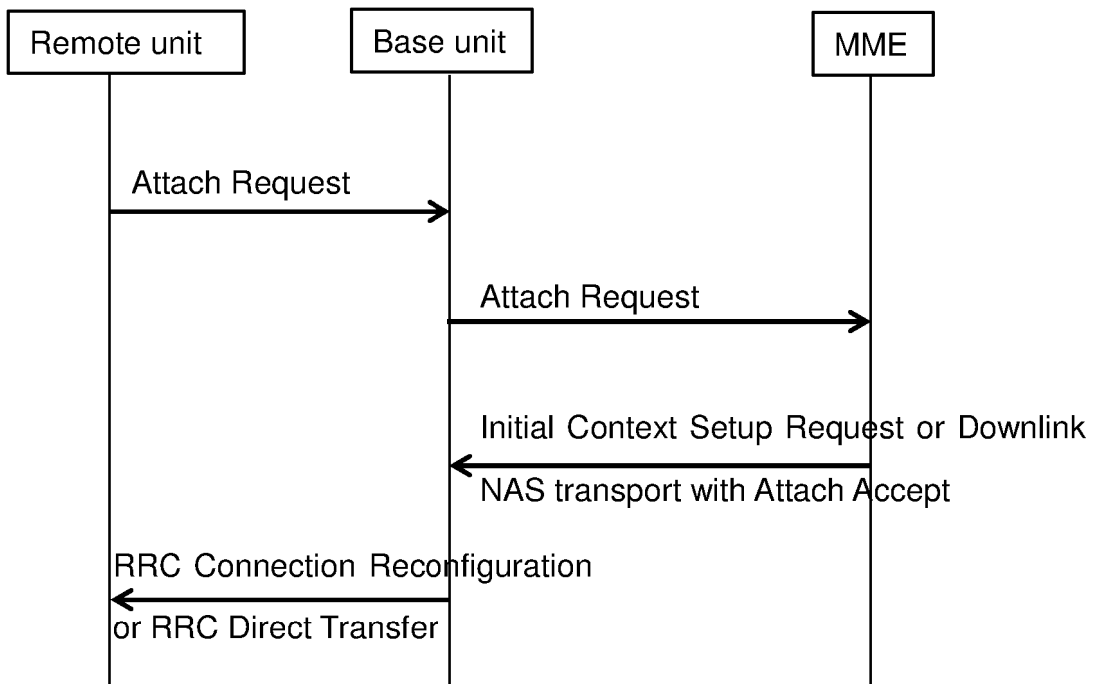 Remote unit
Base unit
MME
Attach Request
Attach Request
Initial Context Setup Request or Downlink
NAS transport with Attach Accept
RRC Connection Reconfiguration
or RRC Direct Transfer